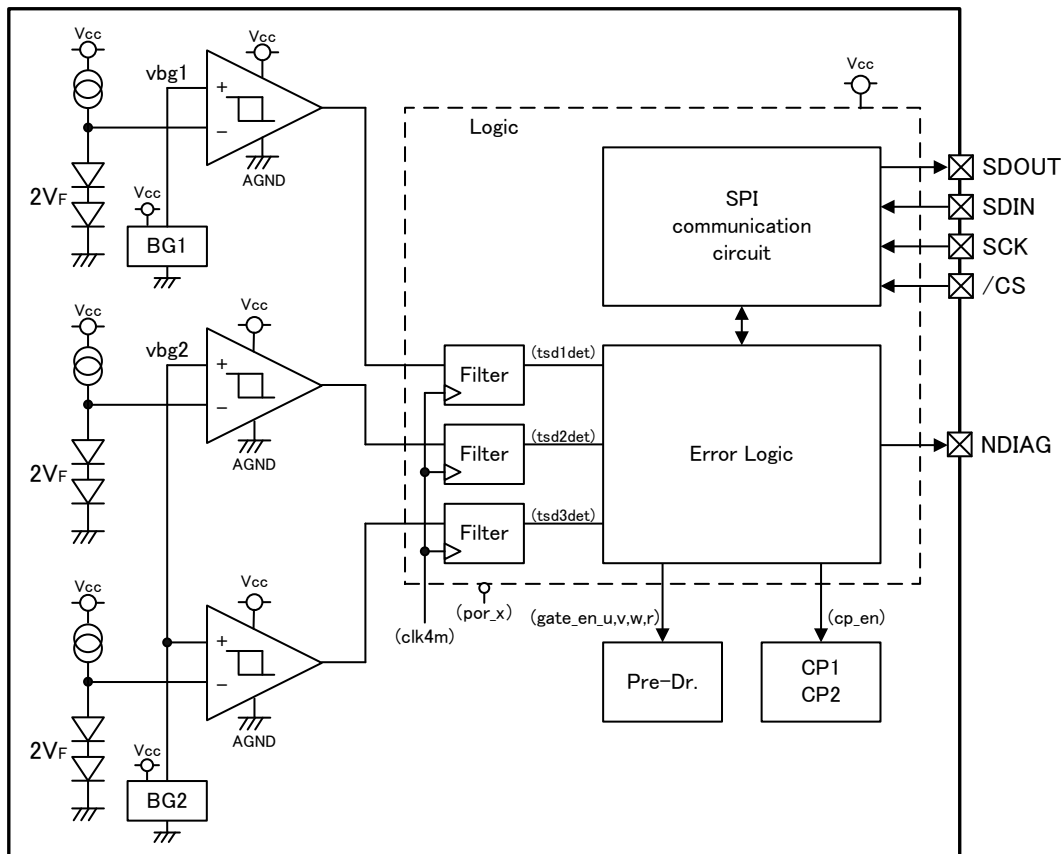 Vcc
vbg1
Vcc
+
−
AGND
2VF
Vcc
BG1
Vcc
Logic
SPI
communication
circuit
SDOUT
SDIN
SCK
/CS
Vcc
vbg2
Vcc
+
−
AGND
2VF
Filter
(tsd1det)
Filter
(tsd2det)
Filter
(tsd3det)
Error Logic
NDIAG
Vcc
Vcc
+
−
AGND
2VF
Vcc
BG2
(clk4m)
(por_x)
(gate_en_u,v,w,r)
(cp_en)
Pre-Dr.
CP1
CP2